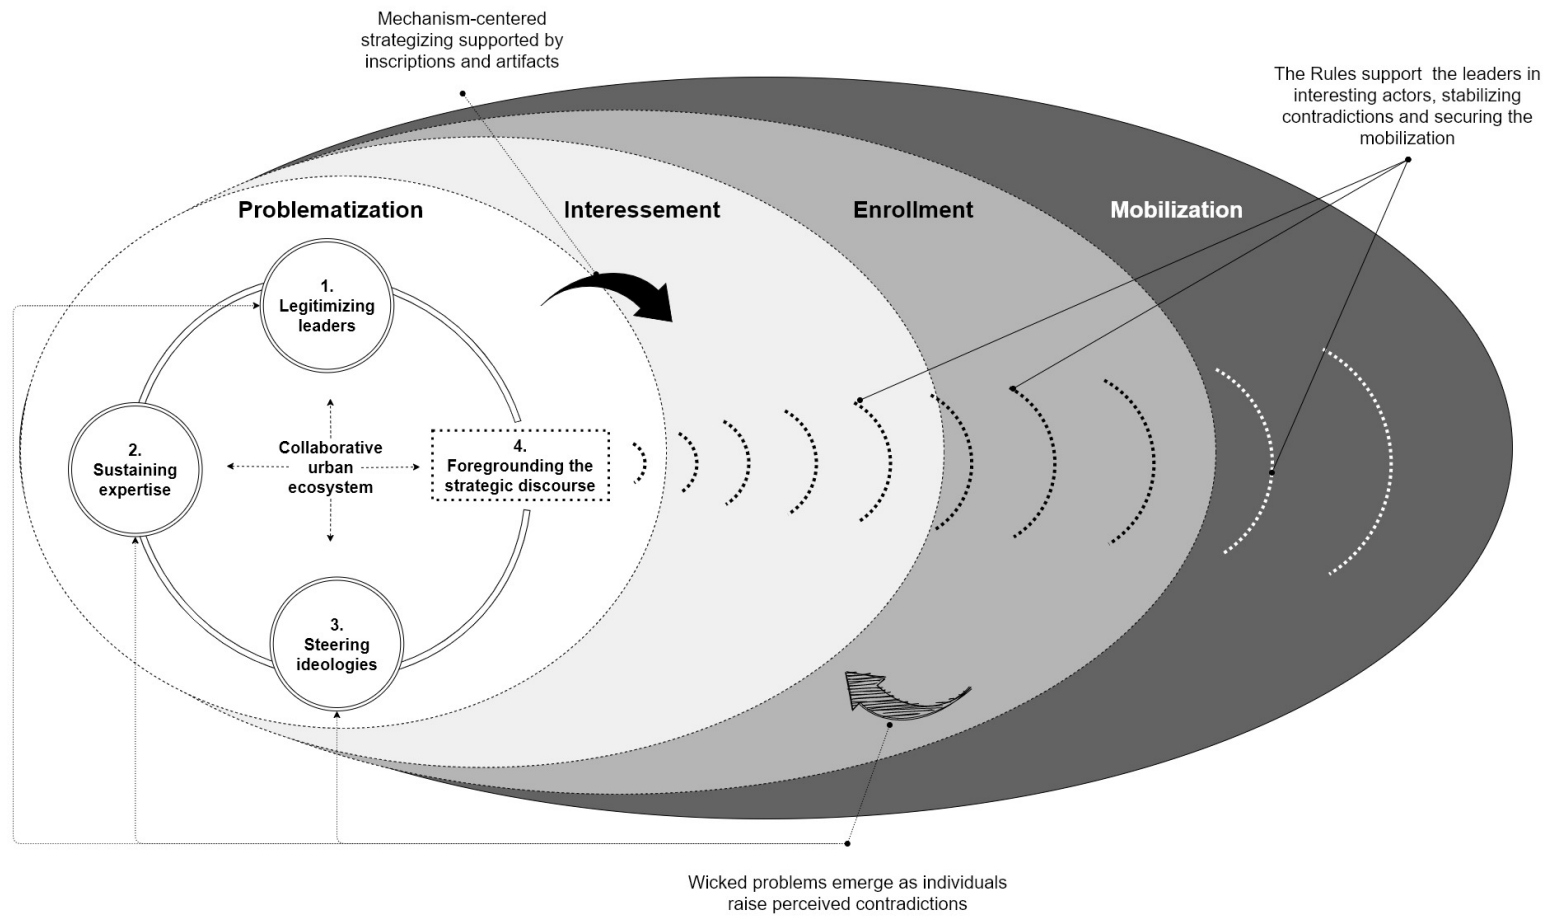 Mechanism-centered
strategizing supported by
inscriptions and artifacts
The Rules support the leaders in
interesting actors, stabilizing
contradictions and securing the
mobilization
Problematization
Interessement
Enrollment
Mobilization
1.
Legitimizing
leaders
2.
Sustaining
expertise
Collaborative
urban
ecosystem
4.
Foregrounding the
strategic discourse
3.
Steering
ideologies
Wicked problems emerge as individuals
raise perceived contradictions